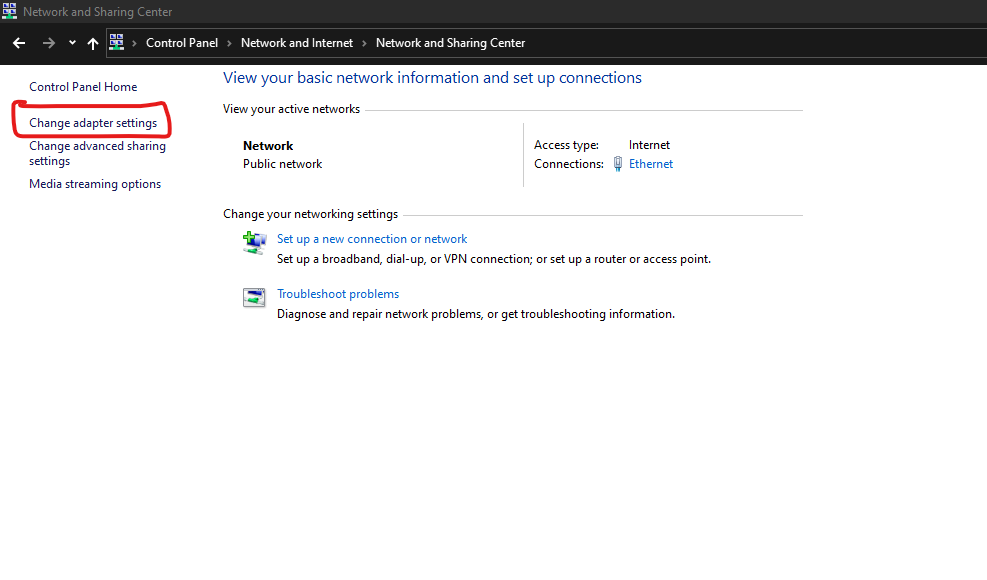 Network and Sharing Center
Control Panel > Network and Internet > Network and Sharing Center
Control Panel Home
Change adapter settings
Change advanced sharing
settings
Media streaming options
View your basic network information and set up connections
View your active networks
Network
Public network
Access type: Internet
Connections: Ethernet
Change your networking settings
Set up a new connection or network
Set up a broadband, dial-up, or VPN connection; or set up a router or access point.
Troubleshoot problems
Diagnose and repair network problems, or get troubleshooting information.